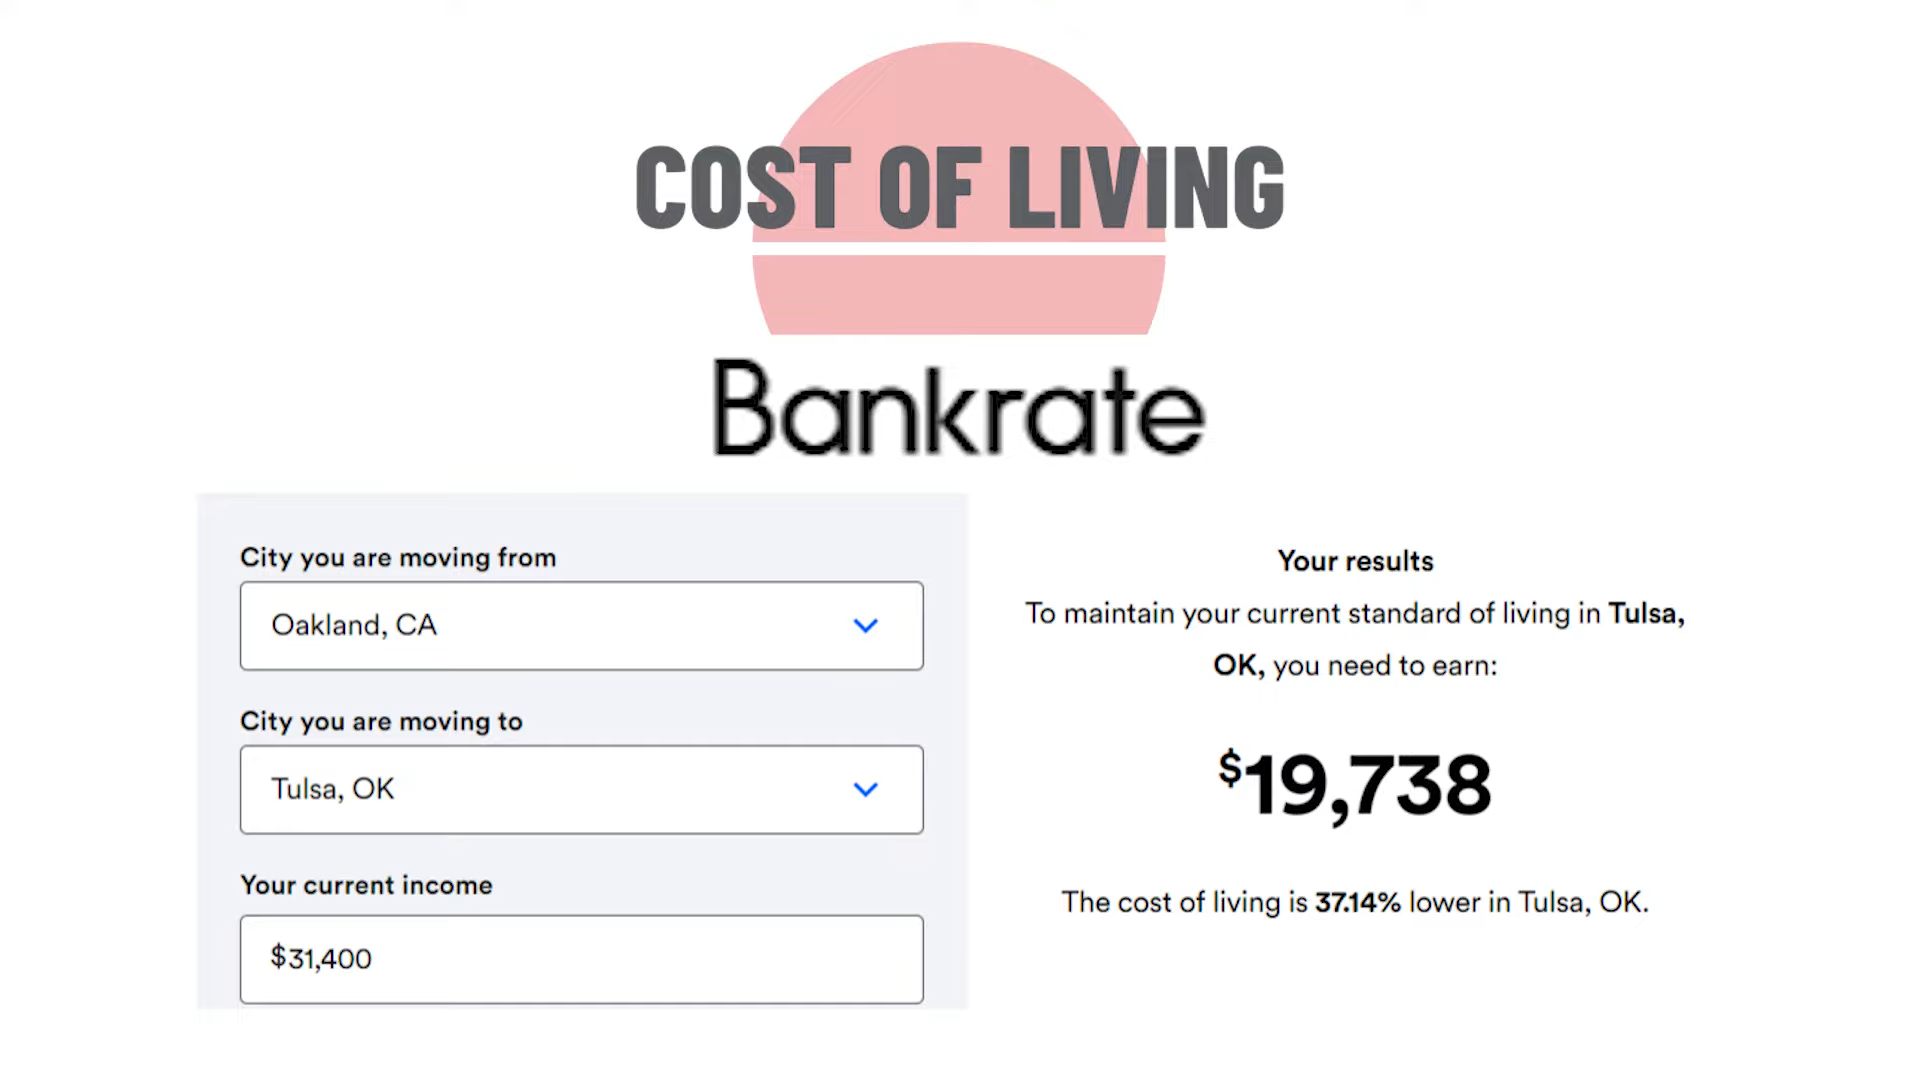 COST OF LIVING
Bankrate
City you are moving from
Oakland, CA
City you are moving to
Tulsa, OK
Your current income
$31,400
Your results
To maintain your current standard of living in Tulsa,
OK, you need to earn:
$19,738
The cost of living is 37.14% lower in Tulsa, OK.